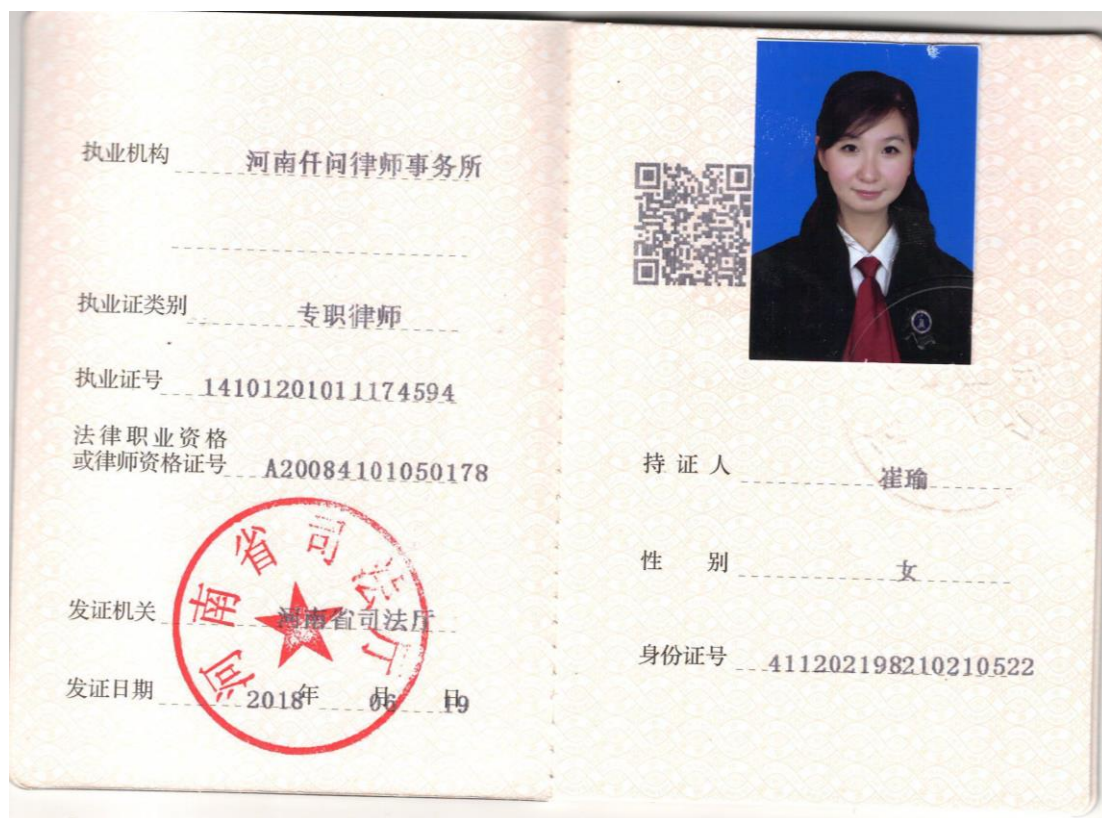 执业机构 河南仟问律师事务所
执业证类别 专职律师
执业证号 14101201011174594
法律职业资格
或律师资格证号 A20084101050178
河南省司法厅
发证机关 河南省司法厅
发证日期 2018年 06月 19日
持证人 崔瑜
性别 女
身份证号 411202198210210522